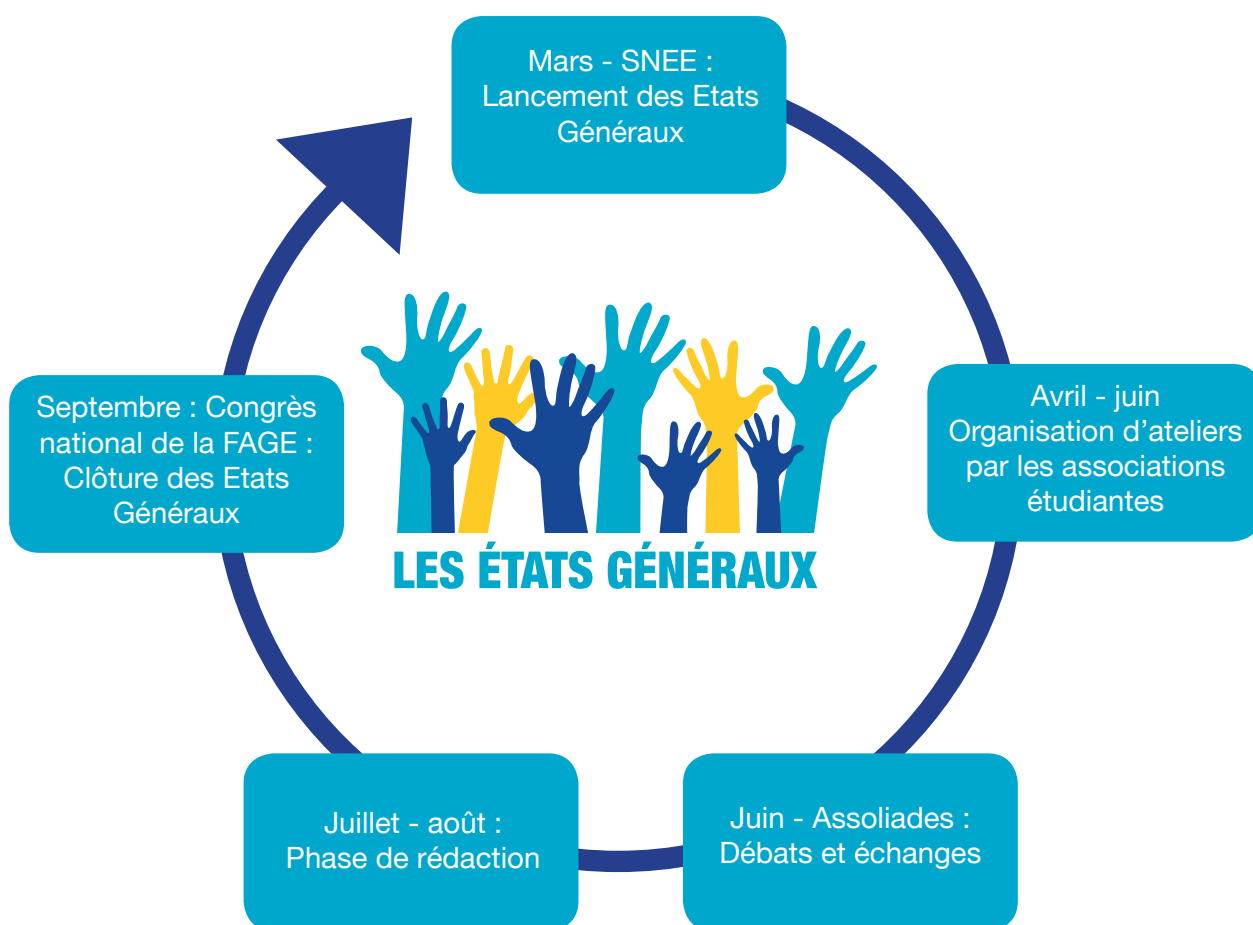 Mars - SNEE :
Lancement des Etats
Généraux
Avril - juin
Organisation d’ateliers
par les associations
étudiantes
Juin - Assoliades :
Débats et échanges
Juillet - août :
Phase de rédaction
Septembre : Congrès
national de la FAGE :
Clôture des Etats
Généraux
LES ÉTATS GÉNÉRAUX